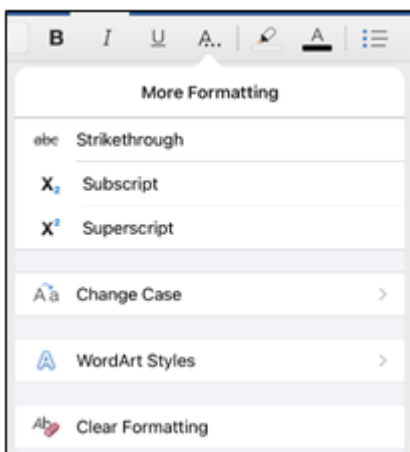 B I U A... A
More Formatting
abc Strikethrough
X₂ Subscript
X² Superscript
Aa Change Case
A WordArt Styles
Ab Clear Formatting